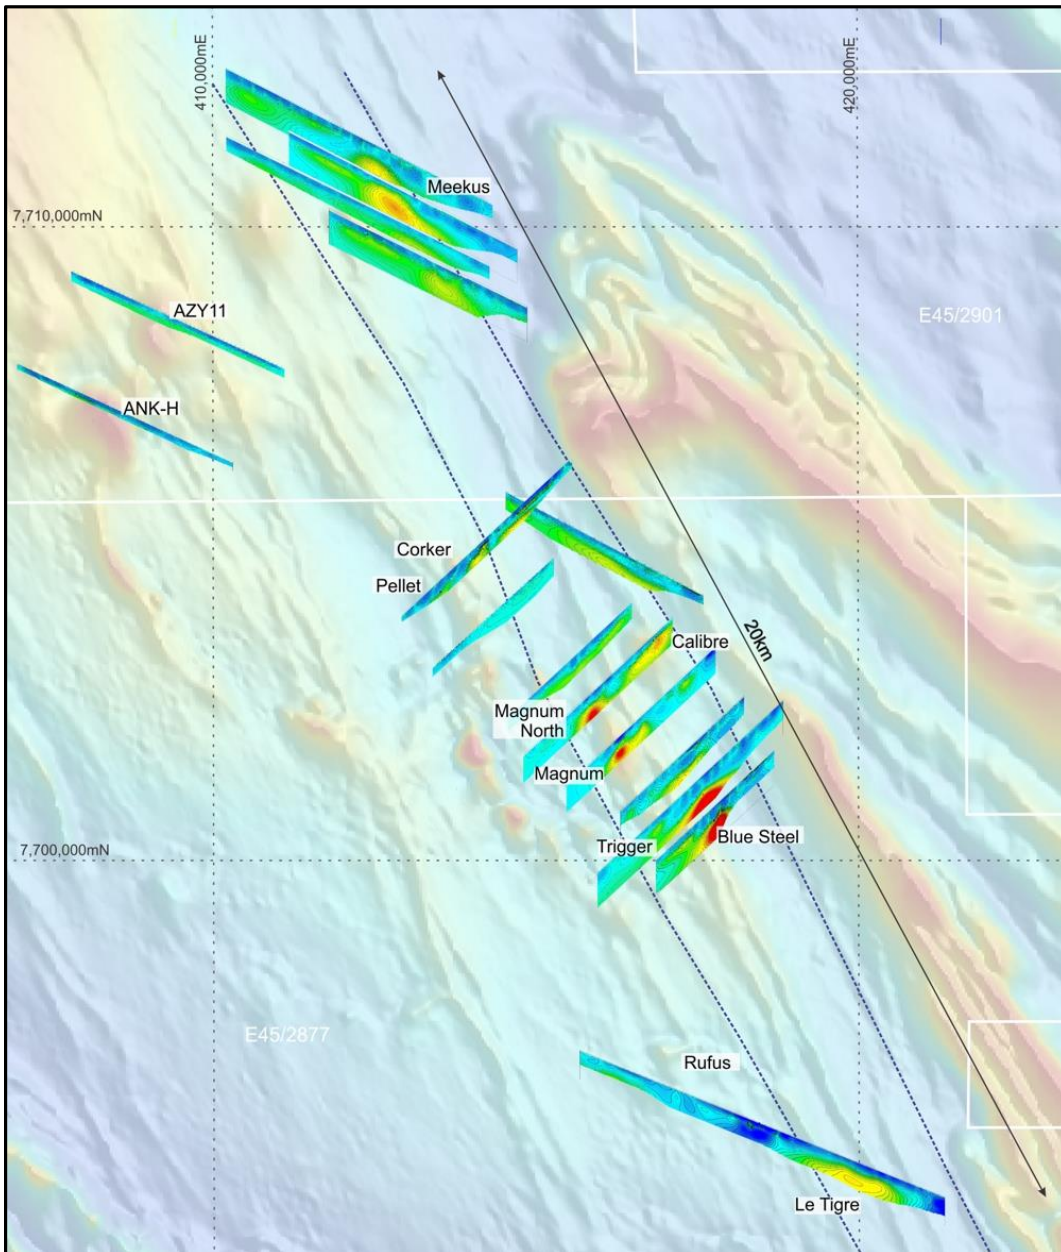 410,000mE
420,000mE
Meekus
7,710,000mN
AZY11
E45/2901
ANK-H
Corker
Pellet
20km
Calibre
Magnum
North
Magnum
Trigger
Blue Steel
7,700,000mN
E45/2877
Rufus
Le Tigre